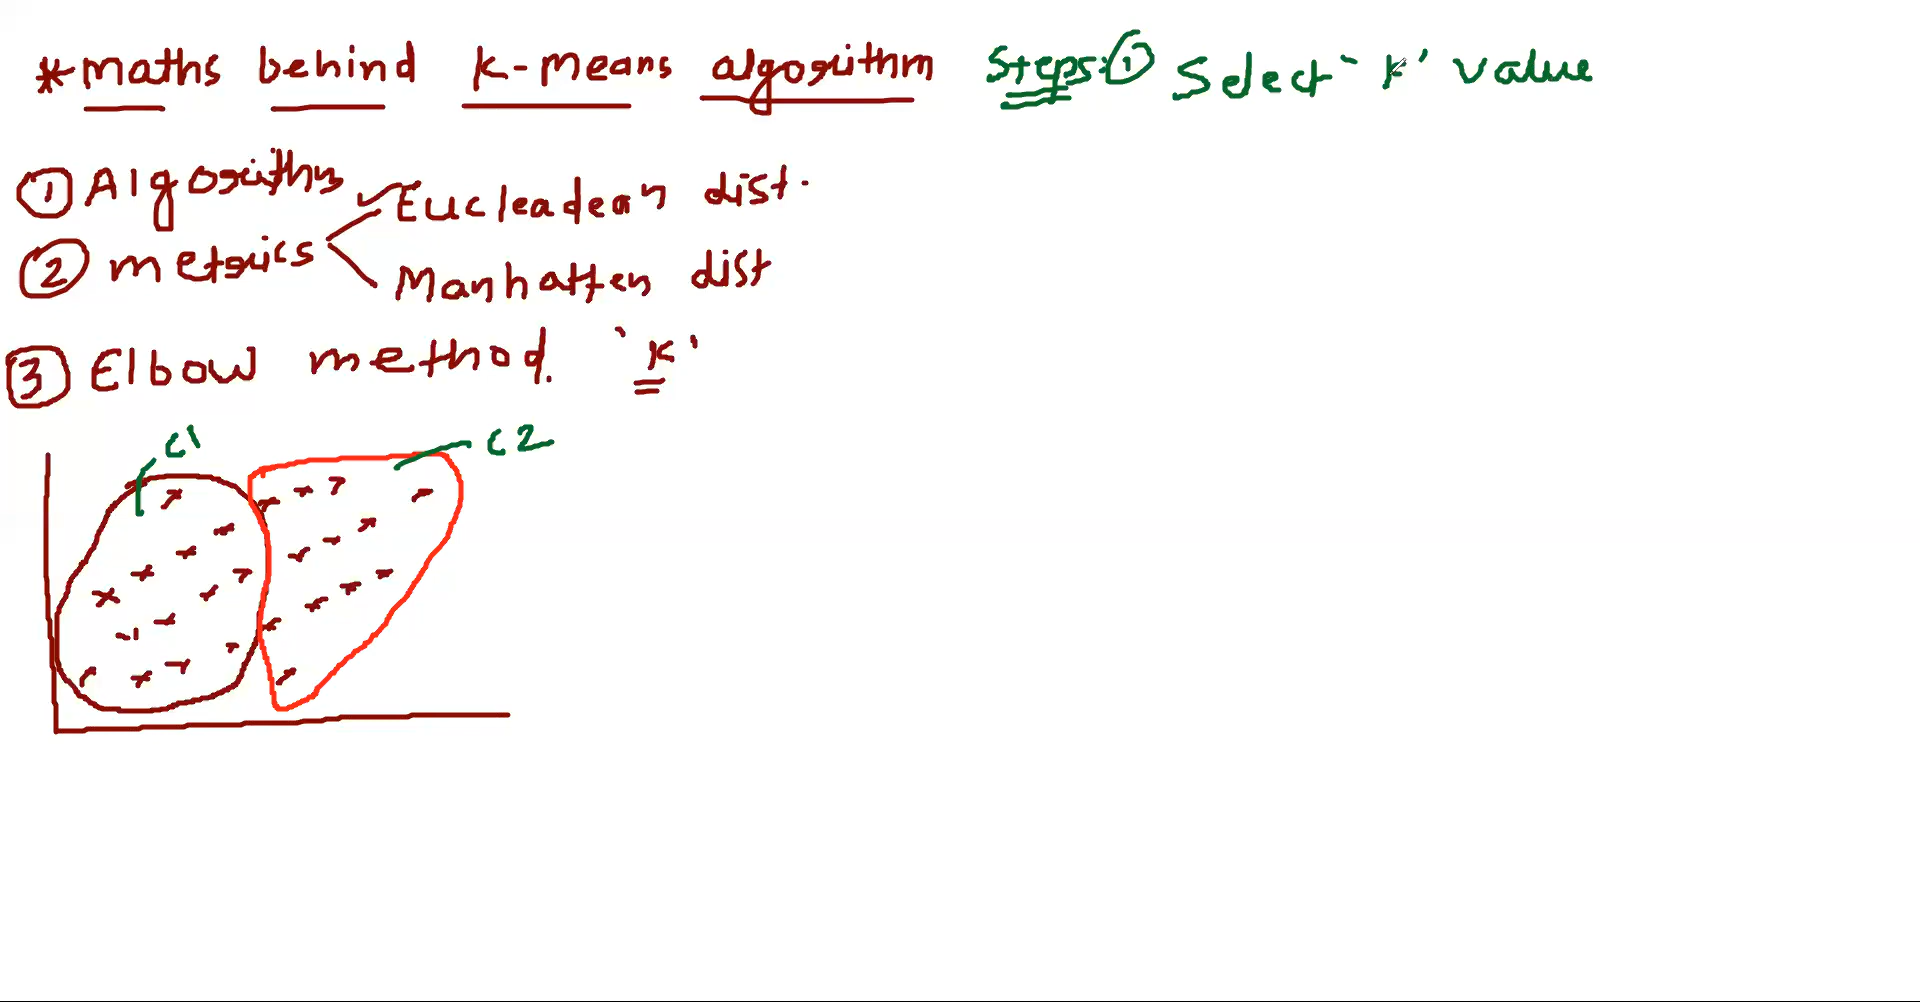 * maths behind k-means algorithm
① Algorithm
② metrics
Eucleadean dist.
Manhatten dist
③ Elbow method. 'K'
C1
C2
Steps: ① Select 'K' value